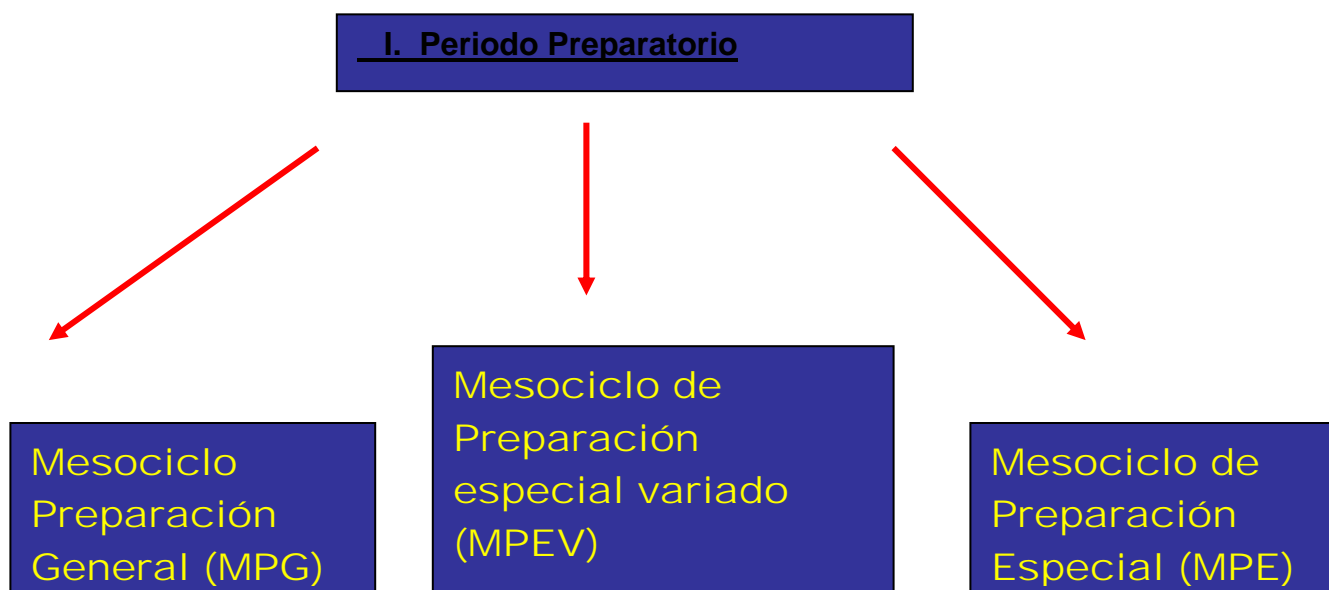 I. Periodo Preparatorio
Mesociclo
Preparación
General (MPG)
Mesociclo de
Preparación
especial variado
(MPEV)
Mesociclo de
Preparación
Especial (MPE)